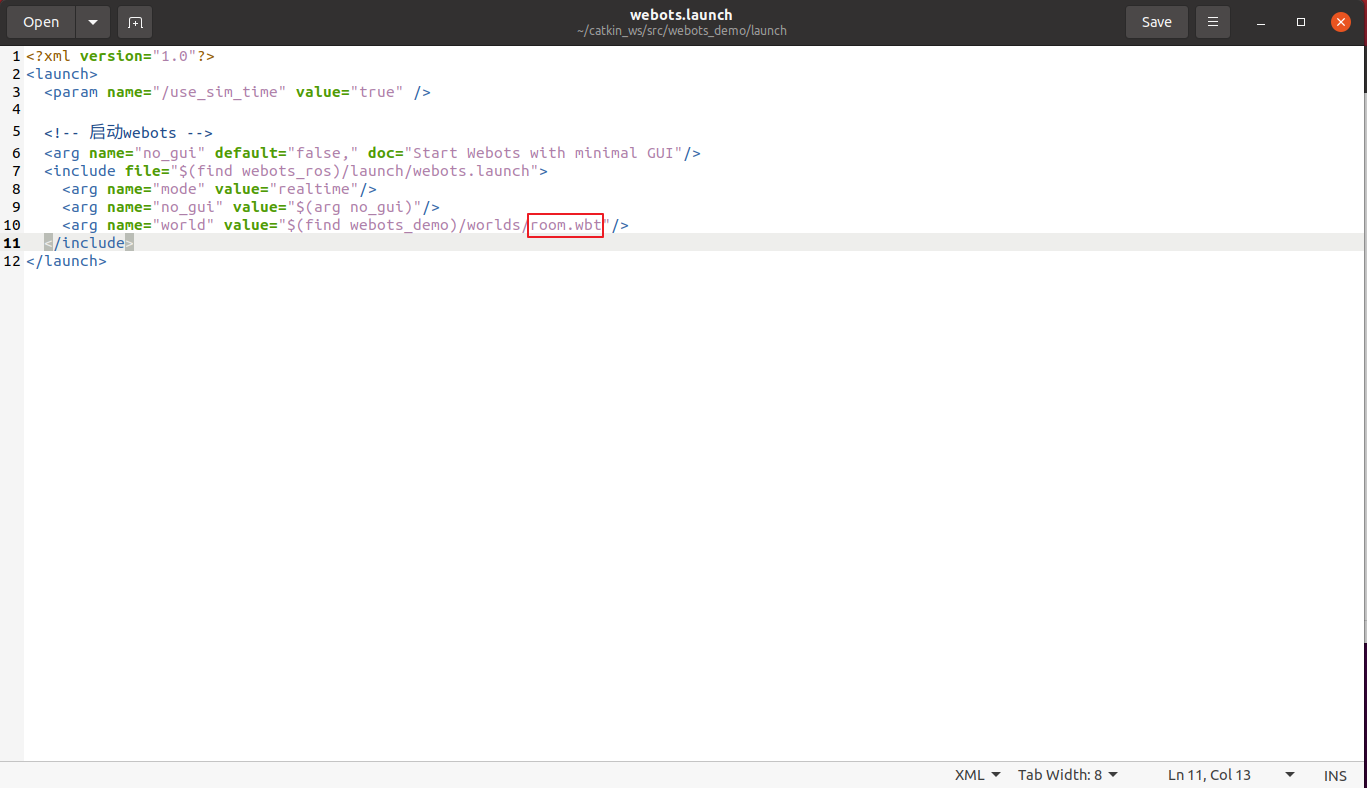 Open
webots.launch
~/catkin_ws/src/webots_demo/launch
Save
1 <?xml version="1.0"?>
2 <launch>
3   <param name="/use_sim_time" value="true" />
4
5   <!-- 启动webots -->
6   <arg name="no_gui" default="false," doc="Start Webots with minimal GUI"/>
7   <include file="$(find webots_ros)/launch/webots.launch">
8     <arg name="mode" value="realtime"/>
9     <arg name="no_gui" value="$(arg no_gui)"/>
10     <arg name="world" value="$(find webots_demo)/worlds/room.wbt"/>
11   </include>
12 </launch>
XML Tab Width: 8 Ln 11, Col 13 INS